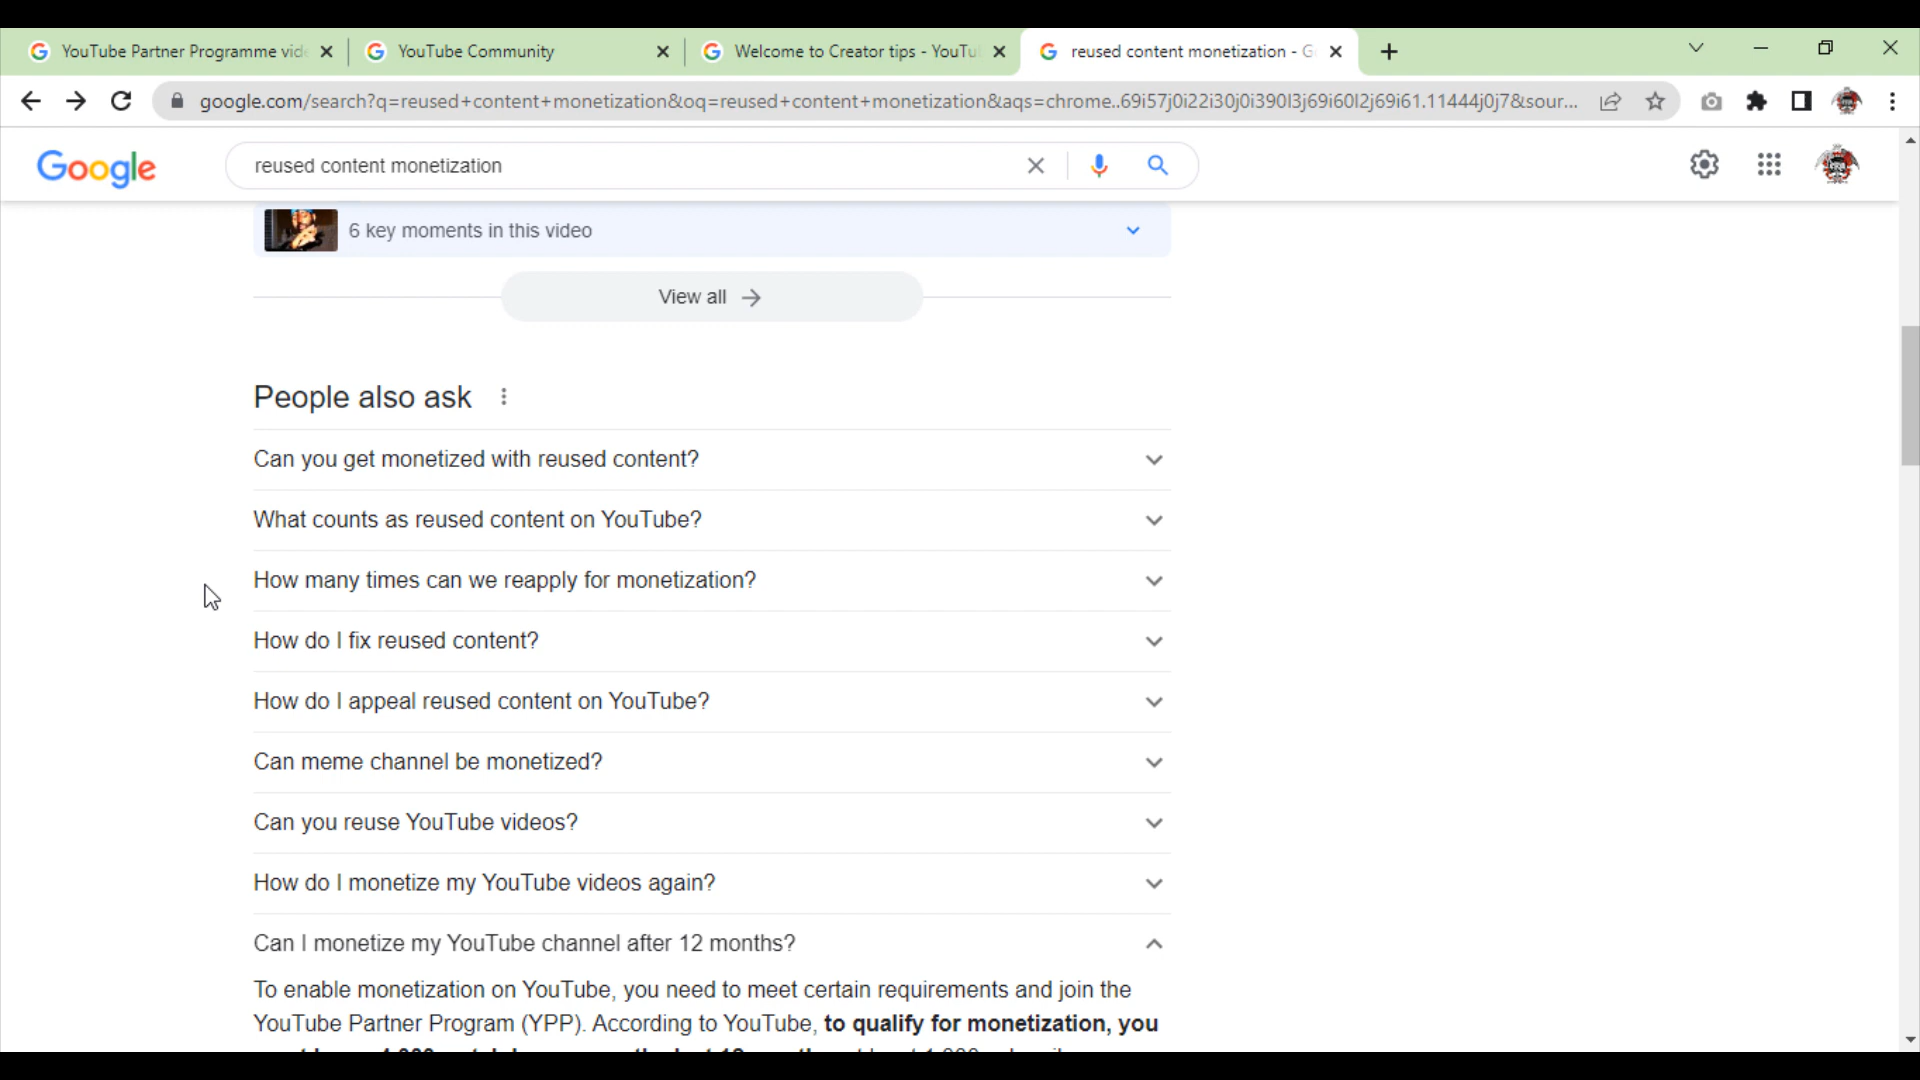 YouTube Partner Programme vid
YouTube Community
Welcome to Creator tips - YouTu
reused content monetization - G
google.com/search?q=reused+content+monetization&oq=reused+content+monetization&aqs=chrome..69i57j0i22i30j0i390l3j69i60l2j69i61.11444j0j7&sour...
Google
reused content monetization
6 key moments in this video
View all
People also ask
Can you get monetized with reused content?
What counts as reused content on YouTube?
How many times can we reapply for monetization?
How do I fix reused content?
How do I appeal reused content on YouTube?
Can meme channel be monetized?
Can you reuse YouTube videos?
How do I monetize my YouTube videos again?
Can I monetize my YouTube channel after 12 months?
To enable monetization on YouTube, you need to meet certain requirements and join the
YouTube Partner Program (YPP). According to YouTube, to qualify for monetization, you